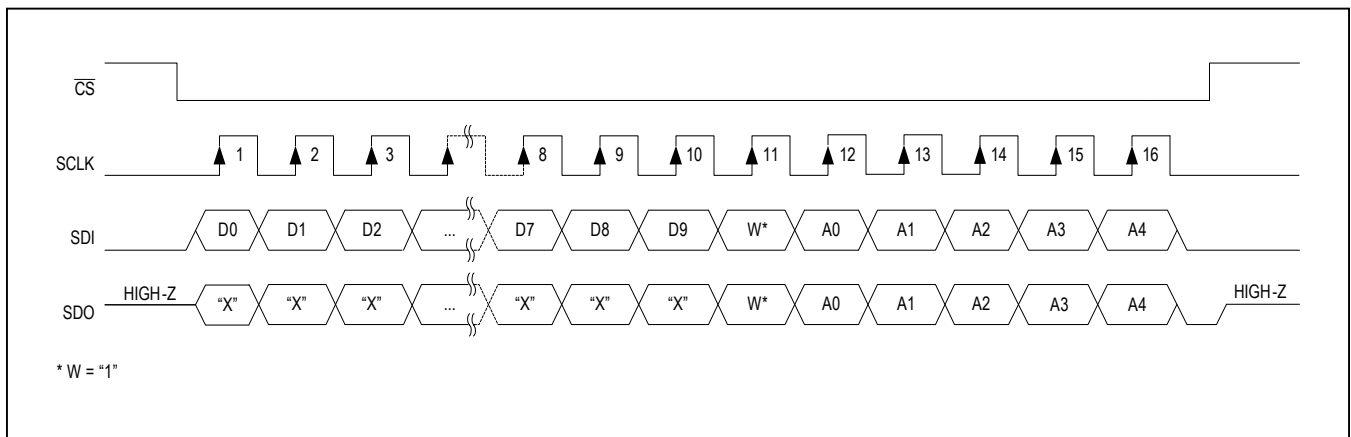 CS
SCLK 1 2 3 8 9 10 11 12 13 14 15 16
SDI D0 D1 D2 ... D7 D8 D9 W* A0 A1 A2 A3 A4
SDO HIGH-Z “X” “X” “X” ... “X” “X” “X” W* A0 A1 A2 A3 A4 HIGH-Z
* W = “1”